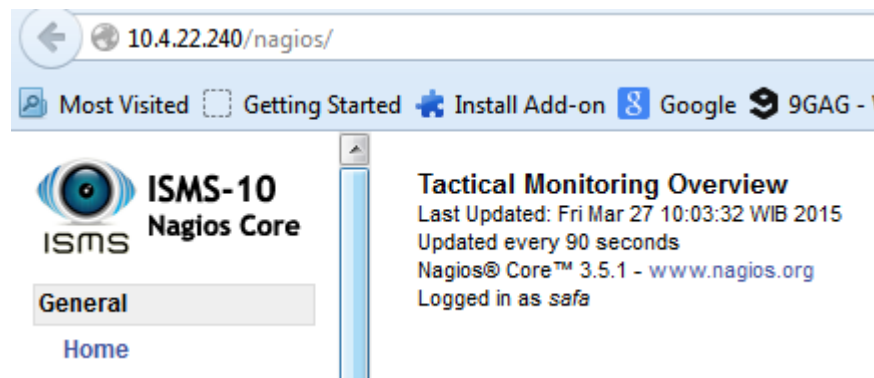 10.4.22.240/nagios/
Most Visited Getting Started Install Add-on Google 9GAG -
ISMS-10
Nagios Core
ISMS
General
Home
Tactical Monitoring Overview
Last Updated: Fri Mar 27 10:03:32 WIB 2015
Updated every 90 seconds
Nagios® Core™ 3.5.1 - www.nagios.org
Logged in as safa